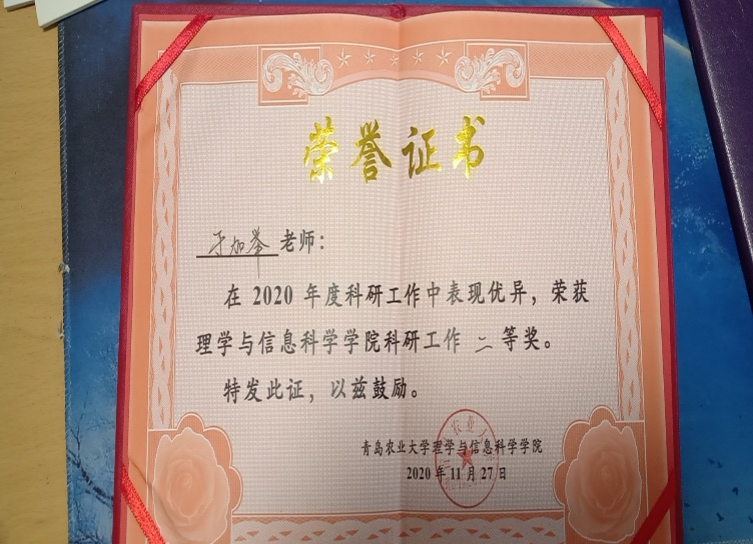 荣誉证书
于加举 老师：
在 2020 年度科研工作中表现优异，荣获
理学与信息科学学院科研工作 二 等奖。
特发此证，以兹鼓励。
青岛农业大学理学与信息科学学院
2020 年 11 月 27 日